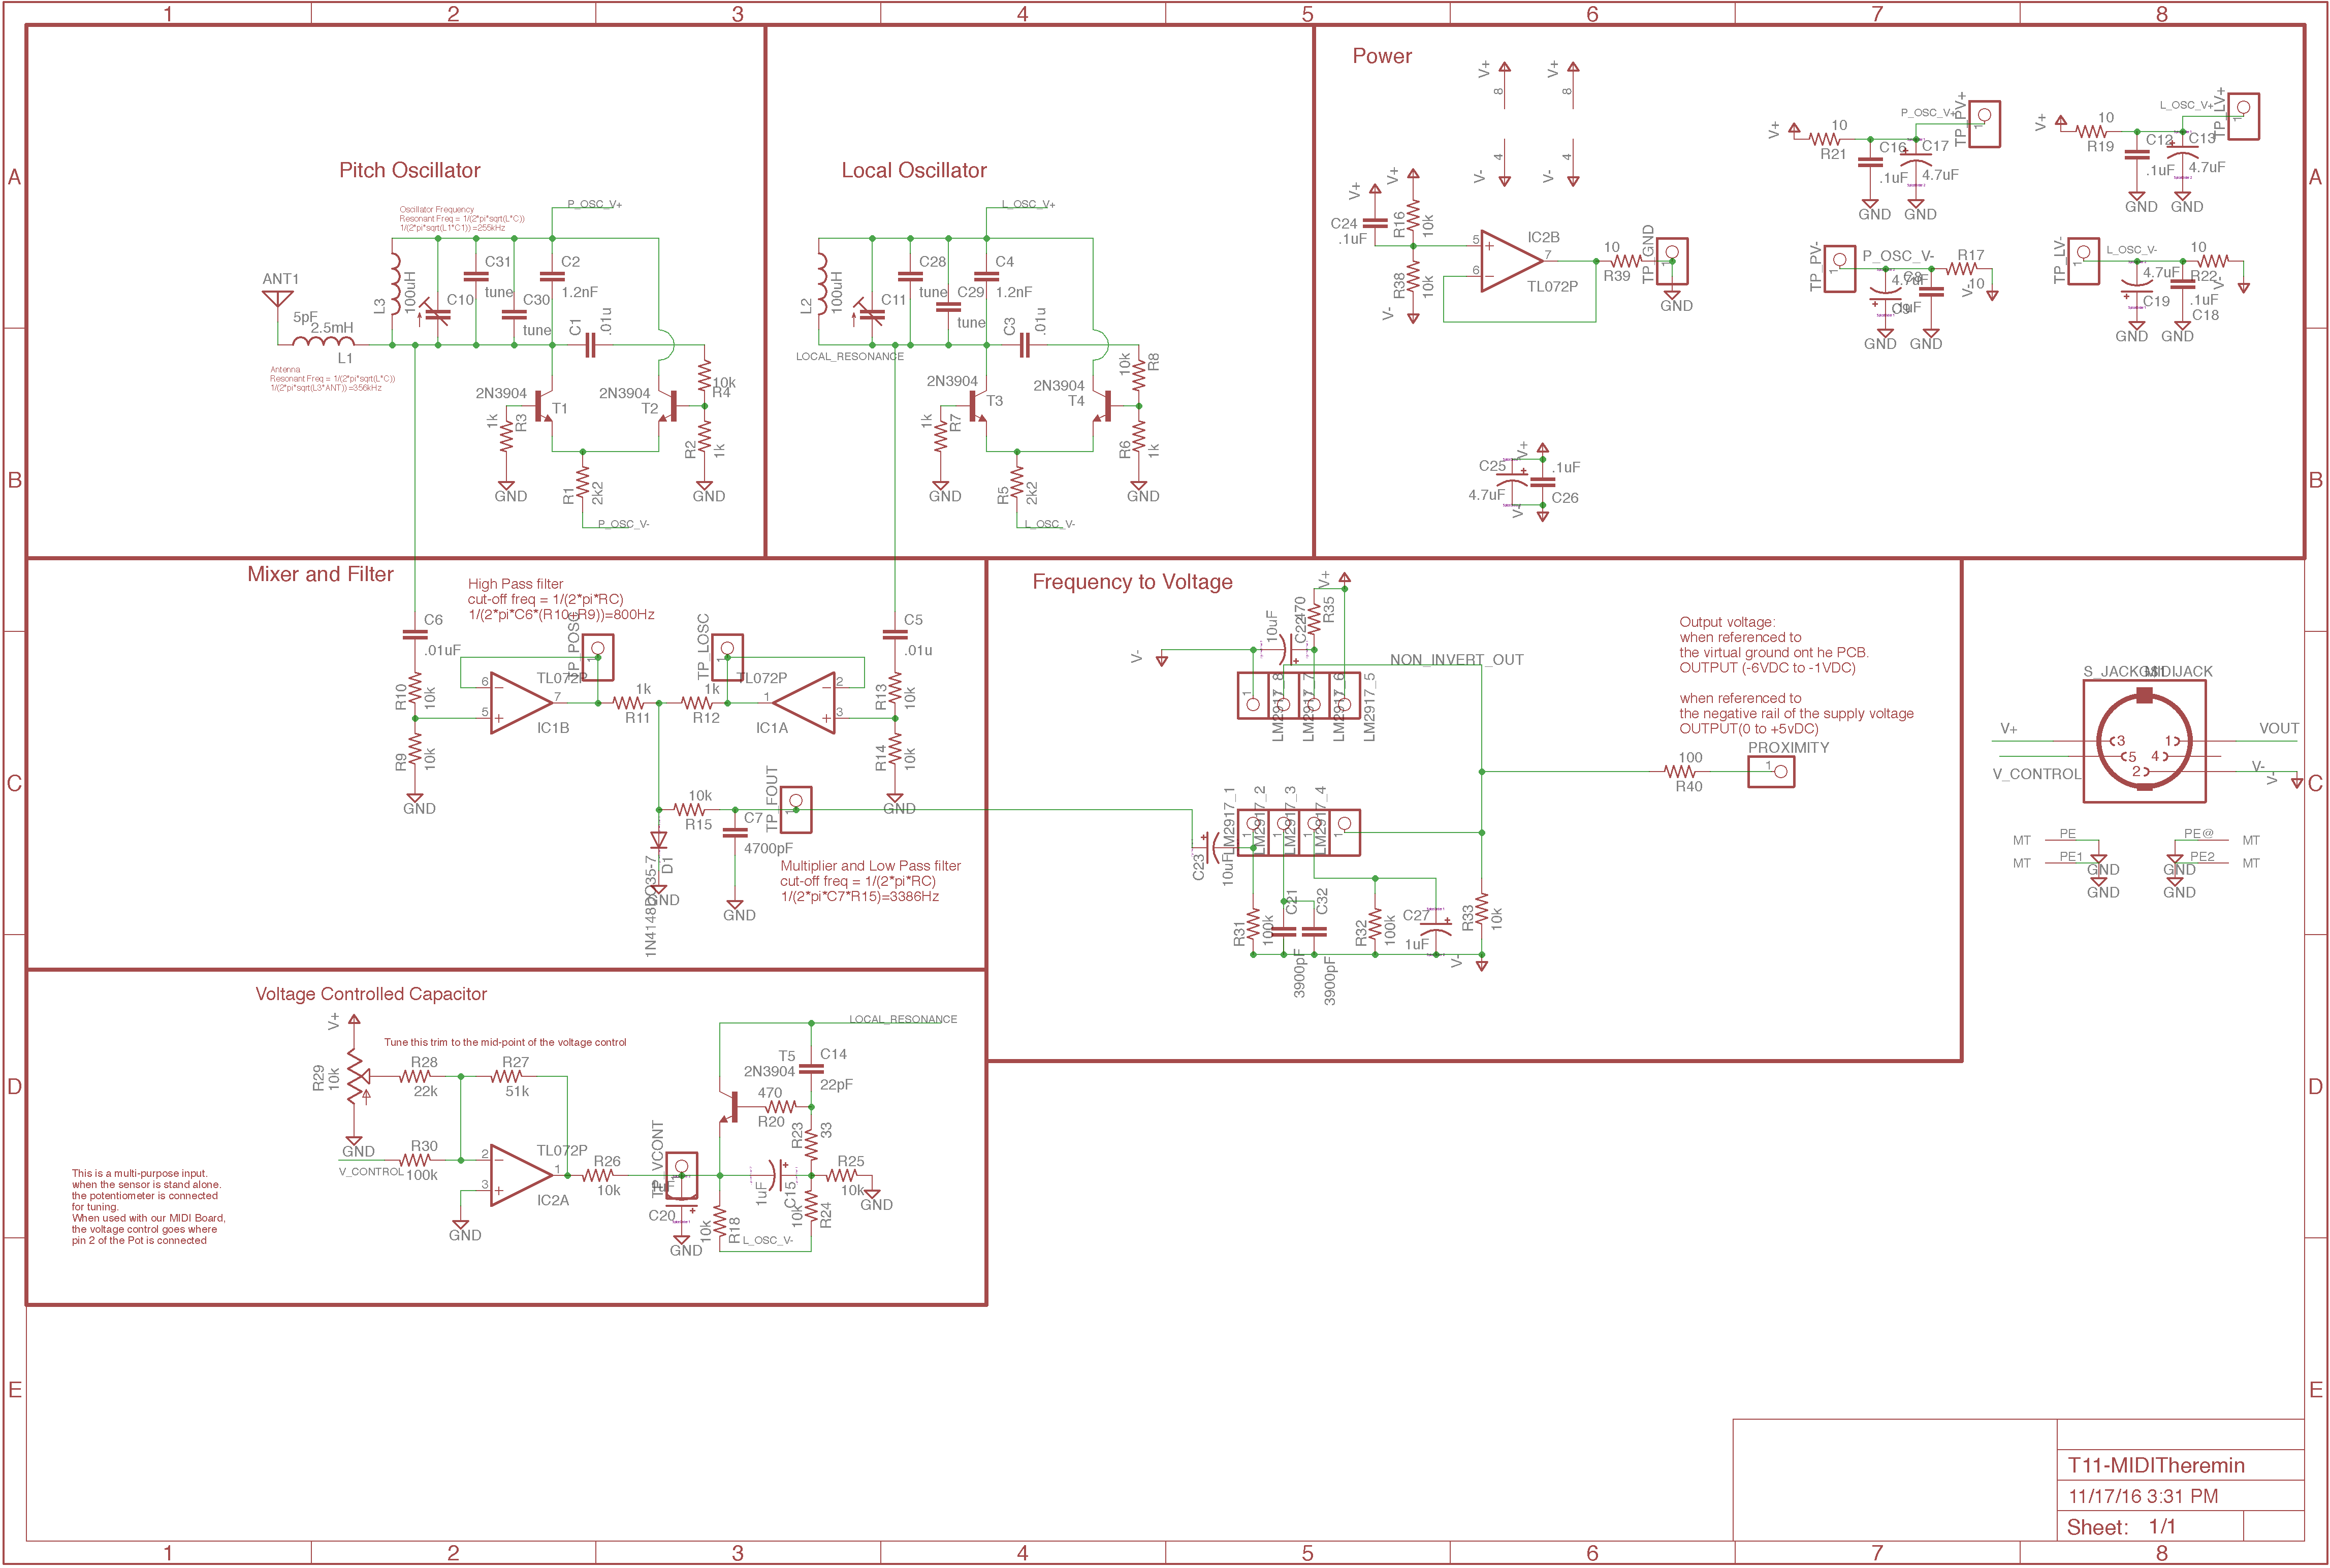 1 2 3 4 5 6 7 8
A
B
C
D
E
Pitch Oscillator
Oscillator Frequency
Resonant Freq = 1/(2*pi*sqrt(L*C))
1/(2*pi*sqrt(L1*C1)) =255kHz
P_OSC_V+
ANT1
5pF
2.5mH
L1
L3
100uH
C10
C31
tune
C30
tune
C2
1.2nF
C1
.01u
Antenna
Resonant Freq = 1/(2*pi*sqrt(L*C))
1/(2*pi*sqrt(L3*ANT)) =356kHz
2N3904
T1
2N3904
T2
10k
R4
1k
R3
R2
1k
GND
GND
R1
2k2
P_OSC_V-
Local Oscillator
L_OSC_V+
L2
100uH
C11
C28
tune
C29
tune
C4
1.2nF
C3
.01u
LOCAL_RESONANCE
10k
R8
2N3904
T3
2N3904
T4
1k
R7
R6
1k
GND
GND
R5
2k2
L_OSC_V-
Power
V+
8
V+
8
4
V-
4
V-
V+
C24
.1uF
V+
R16
10k
R38
10k
V-
5
6
7
IC2B
TL072P
10
R39
TP_GND
1
GND
C25
4.7uF
V+
.1uF
C26
V-
V+
10
R21
C16
.1uF
C17
4.7uF
P_OSC_V+
TP_PV+
1
GND
GND
V+
10
R19
C12
.1uF
C13
4.7uF
L_OSC_V+
TP_LV+
1
GND
GND
TP_PV-
1
P_OSC_V-
4.7uF
C9
C8
.1uF
R17
10
V-
GND
GND
TP_LV-
1
L_OSC_V-
4.7uF
C19
10
R22
.1uF
C18
V-
GND
GND
Mixer and Filter
High Pass filter
cut-off freq = 1/(2*pi*RC)
1/(2*pi*C6*(R10+R9))=800Hz
C6
.01uF
R10
10k
R9
10k
GND
6
5
7
TL072P
IC1B
TP_POSC
1
1k
R11
1k
R12
TP_LOSC
1
TL072P
IC1A
1
2
3
C5
.01u
R13
10k
R14
10k
GND
10k
R15
C7
4700pF
TP_FOUT
1
D1
1N4148DO35-7
GND
GND
Multiplier and Low Pass filter
cut-off freq = 1/(2*pi*RC)
1/(2*pi*C7*R15)=3386Hz
Frequency to Voltage
V+
470
R35
10uF
C22
V-
NON_INVERT_OUT
LM2917_8
LM2917_7
LM2917_6
LM2917_5
1 1 1 1
LM2917_1
LM2917_2
LM2917_3
LM2917_4
1 1 1 1
C23
10uF
R31
100k
C21
3900pF
C32
3900pF
R32
100k
C27
1uF
R33
10k
V-
Output voltage:
when referenced to
the virtual ground ont he PCB.
OUTPUT (-6VDC to -1VDC)
when referenced to
the negative rail of the supply voltage
OUTPUT(0 to +5vDC)
PROXIMITY
1
100
R40
MIDIJACK
V+
V_CONTROL
3
5
1
4
2
VOUT
V-
V-
MT
PE
MT
PE1
GND
GND
PE@
MT
PE2
MT
GND
GND
Voltage Controlled Capacitor
V+
Tune this trim to the mid-point of the voltage control
R29
10k
R28
22k
R27
51k
GND
V_CONTROL
R30
100k
2
3
1
TL072P
IC2A
GND
R26
10k
TP_VCONT
1
1uF
C20
GND
LOCAL_RESONANCE
T5
2N3904
C14
22pF
470
R20
R23
33
1uF
C15
R25
10k
GND
10k
R18
10k
R24
L_OSC_V-
This is a multi-purpose input.
when the sensor is stand alone.
the potentiometer is connected
for tuning.
When used with our MIDI Board,
the voltage control goes where
pin 2 of the Pot is connected
T11-MIDITheremin
11/17/16 3:31 PM
Sheet: 1/1
A
B
C
D
E
1 2 3 4 5 6 7 8